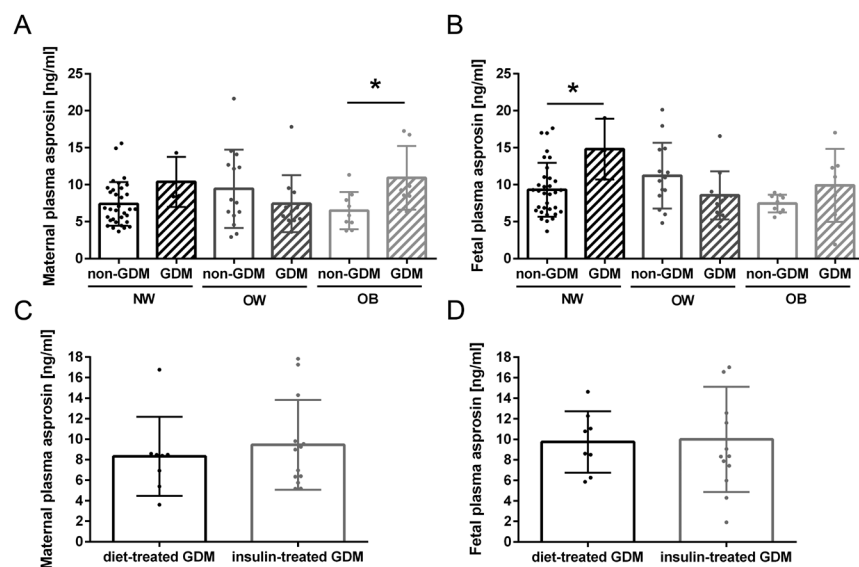 A
Maternal plasma asprosin [ng/ml]
25
20
15
10
5
0
*
non-GDM GDM non-GDM GDM non-GDM GDM
NW OW OB
B
Fetal plasma asprosin [ng/ml]
25
20
15
10
5
0
*
non-GDM GDM non-GDM GDM non-GDM GDM
NW OW OB
C
Maternal plasma asprosin [ng/ml]
18
16
14
12
10
8
6
4
2
0
diet-treated GDM insulin-treated GDM
D
Fetal plasma asprosin [ng/ml]
18
16
14
12
10
8
6
4
2
0
diet-treated GDM insulin-treated GDM